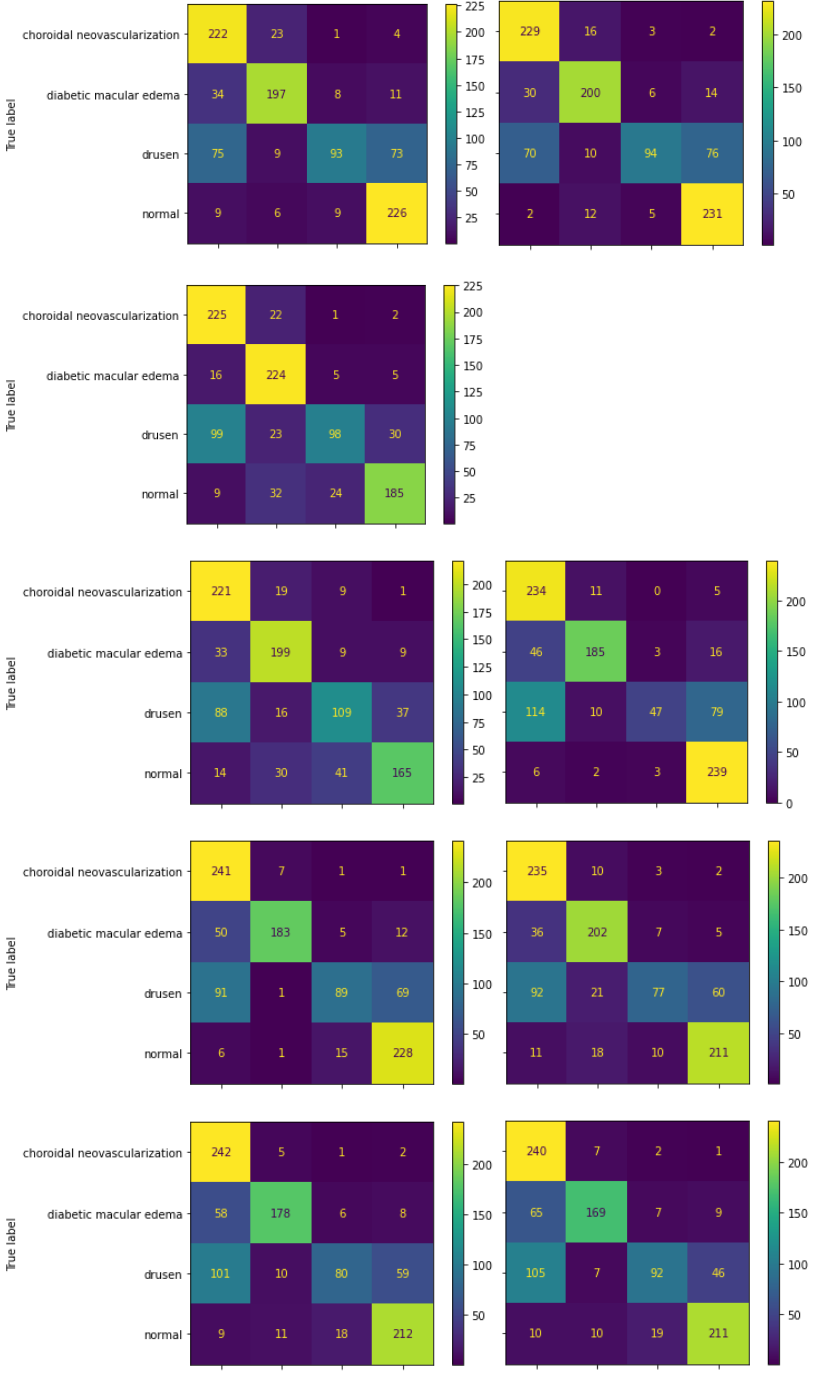 choroidal neovascularization 222 23 1 4
diabetic macular edema 34 197 8 11
drusen 75 9 93 73
normal 9 6 9 226
True label
225
200
175
150
125
100
75
50
25
229 16 3 2
30 200 6 14
70 10 94 76
2 12 5 231
200
150
100
50
choroidal neovascularization 225 22 1 2
diabetic macular edema 16 224 5 5
drusen 99 23 98 30
normal 9 32 24 185
True label
225
200
175
150
125
100
75
50
25
choroidal neovascularization 221 19 9 1
diabetic macular edema 33 199 9 9
drusen 88 16 109 37
normal 14 30 41 165
True label
200
175
150
125
100
75
50
25
234 11 0 5
46 185 3 16
114 10 47 79
6 2 3 239
200
150
100
50
0
choroidal neovascularization 241 7 1 1
diabetic macular edema 50 183 5 12
drusen 91 1 89 69
normal 6 1 15 228
True label
200
150
100
50
235 10 3 2
36 202 7 5
92 21 77 60
11 18 10 211
200
150
100
50
choroidal neovascularization 242 5 1 2
diabetic macular edema 58 178 6 8
drusen 101 10 80 59
normal 9 11 18 212
True label
200
150
100
50
240 7 2 1
65 169 7 9
105 7 92 46
10 10 19 211
200
150
100
50